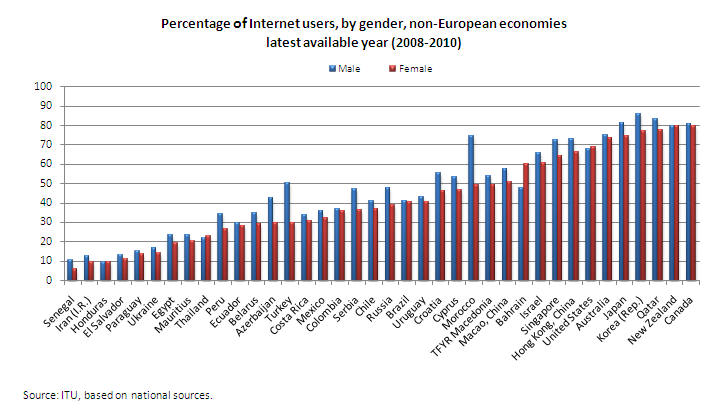 Percentage of Internet users, by gender, non-European economies
latest available year (2008-2010)
Male
Female
100
90
80
70
60
50
40
30
20
10
0
Senegal
Iran (I.R.)
Honduras
El Salvador
Paraguay
Ukraine
Egypt
Mauritius
Thailand
Peru
Ecuador
Belarus
Azerbaijan
Turkey
Costa Rica
Mexico
Colombia
Serbia
Chile
Russia
Brazil
Uruguay
Croatia
Cyprus
Morocco
TFYR Macedonia
Macao, China
Bahrain
Israel
Singapore
Hong Kong, China
United States
Australia
Japan
Korea (Rep.)
Qatar
New Zealand
Canada
Source: ITU, based on national sources.